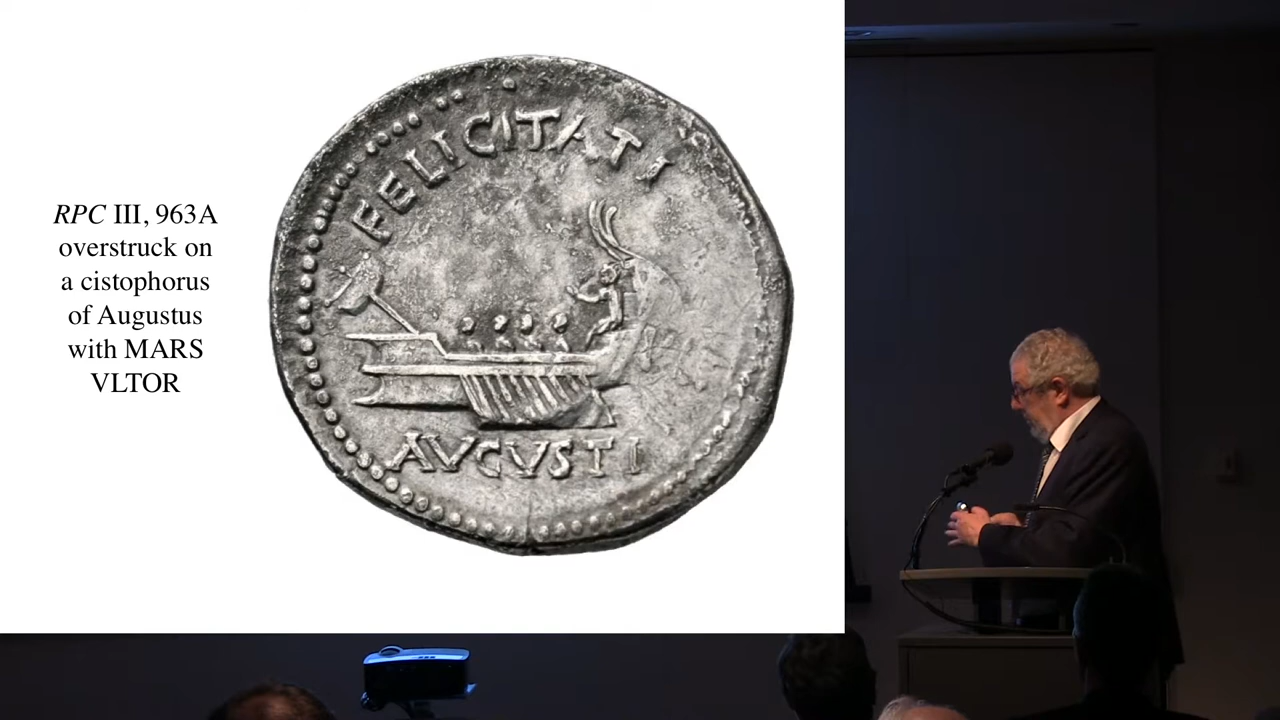 RPC III, 963A
overstruck on
a cistophorus
of Augustus
with MARS
VLTOR
FELICITATI
AVGVSTI